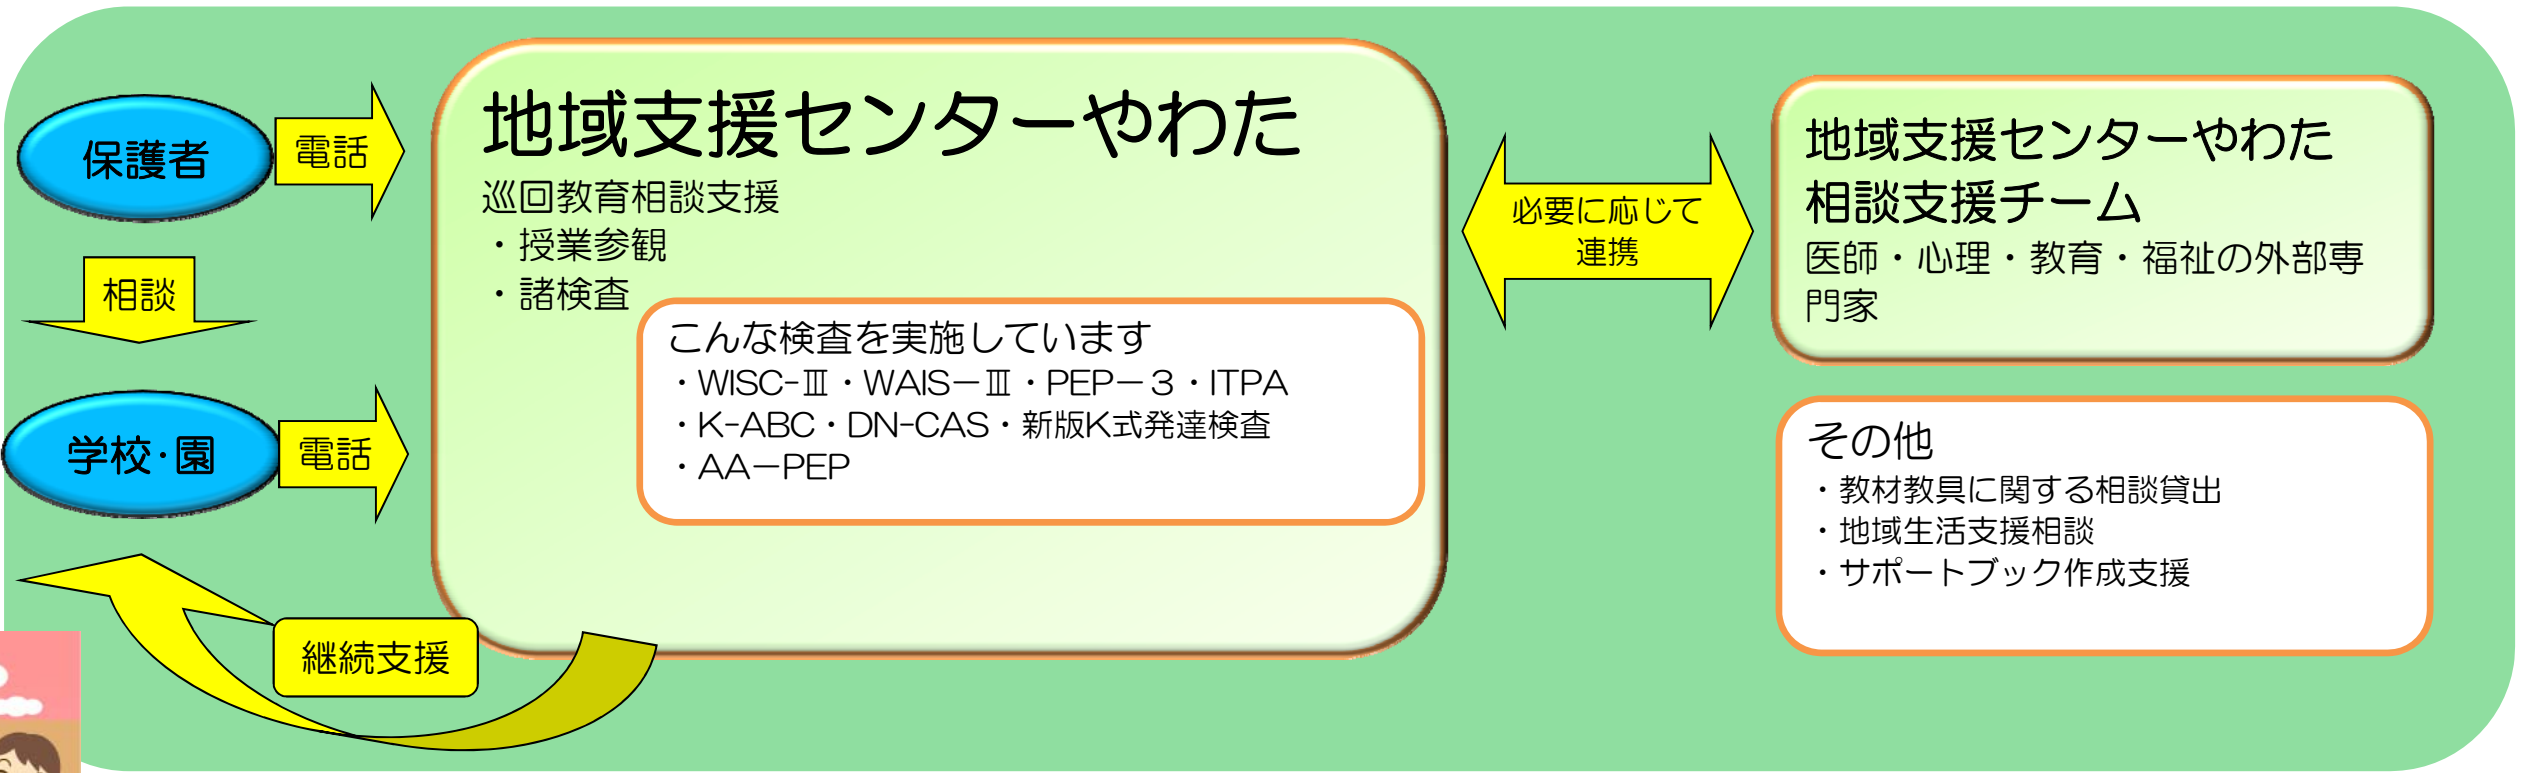 保護者
電話
相談
学校・園
電話
継続支援
地域支援センターやわた
巡回教育相談支援
・授業参観
・諸検査
こんな検査を実施しています
・WISC-Ⅲ・WAIS－Ⅲ・PEP－３・ITPA
・K-ABC・DN-CAS・新版K式発達検査
・AA－PEP
必要に応じて
連携
地域支援センターやわた
相談支援チーム
医師・心理・教育・福祉の外部専
門家
その他
・教材教具に関する相談貸出
・地域生活支援相談
・サポートブック作成支援